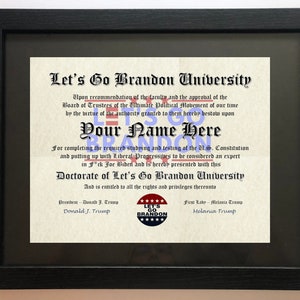 Let's Go Brandon University
Upon recommendation of the faculty and the approval of the
Board of Trustees of the Ultimate Political Movement of our time
by the virtue of the authority granted to them hereby bestow upon
LET'S GO
BRANDON
Your Name Here
For completing the required studying and testing of the U.S. Constitution
and putting up with Liberal Progressives to be considered an expert
in F*ck Joe Biden and is hereby presented with
Doctorate of Let's Go Brandon University
And is entitled to all the rights and privileges thereunto
President - Donald J. Trump
First Lady - Melania Trump
Donald J. Trump
Melania Trump
LET'S
GO
BRANDON